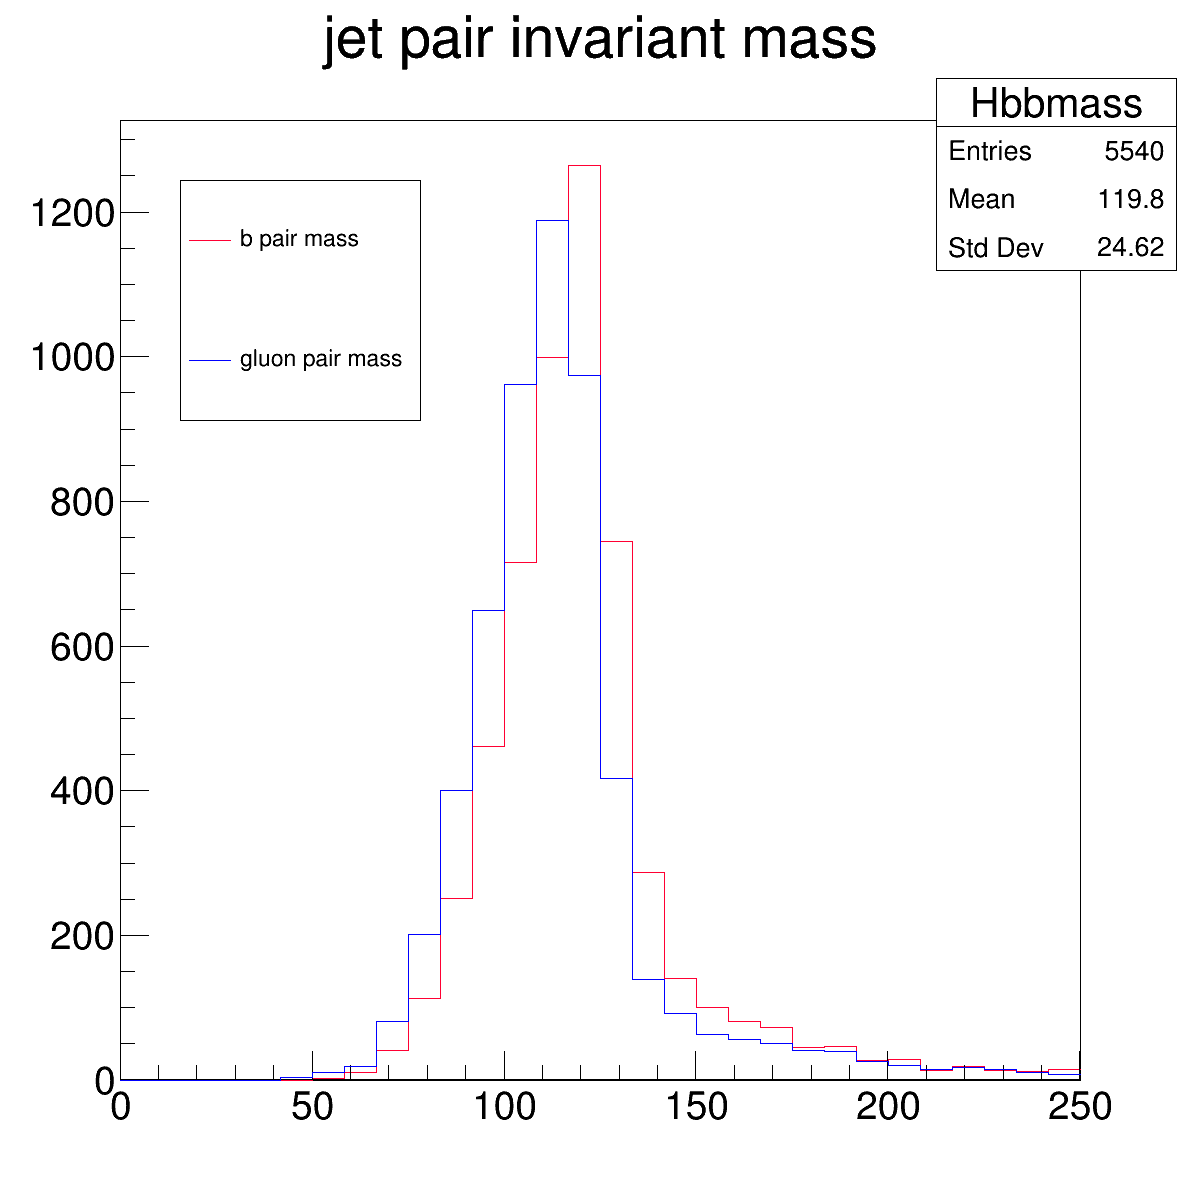 jet pair invariant mass
Hbbmass
Entries 5540
Mean 119.8
Std Dev 24.62
b pair mass
gluon pair mass
1200
1000
800
600
400
200
0
0 50 100 150 200 250